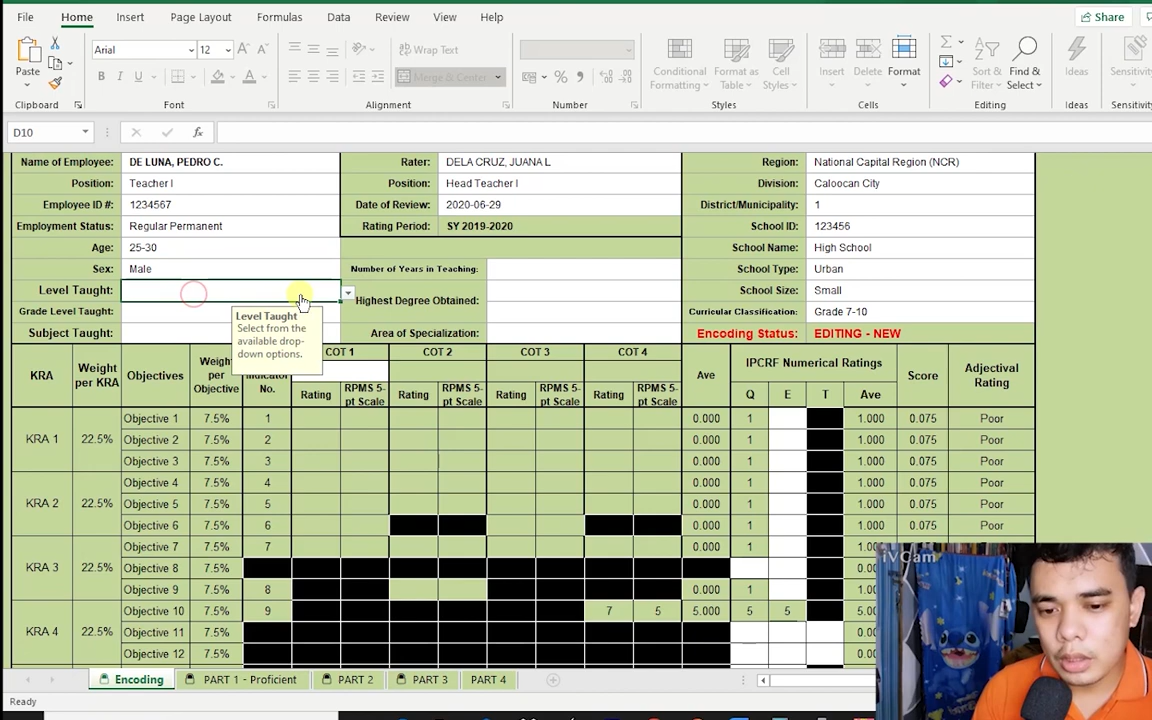 File Home Insert Page Layout Formulas Data Review View Help Share
Arial 12 Wrap Text
Paste B I U Merge & Center % Conditional Formatting Format as Table Cell Styles Insert Delete Format Sort & Filter Find & Select Ideas Sensitivity
Clipboard Font Alignment Number Styles Cells Editing Ideas Sensitivity
D10 fx
Name of Employee: DE LUNA, PEDRO C. Rater: DELA CRUZ, JUANA L Region: National Capital Region (NCR)
Position: Teacher I Position: Head Teacher I Division: Caloocan City
Employee ID #: 1234567 Date of Review: 2020-06-29 District/Municipality: 1
Employment Status: Regular Permanent Rating Period: SY 2019-2020 School ID: 123456
Age: 25-30 School Name: High School
Sex: Male Number of Years in Teaching: School Type: Urban
Level Taught: Highest Degree Obtained: School Size: Small
Grade Level Taught: Curricular Classification: Grade 7-10
Subject Taught: Area of Specialization: Encoding Status: EDITING - NEW
Level Taught
Select from the
available drop-
down options.
KRA Weight per KRA Objectives Weight per Objective Indicator No. COT 1 COT 2 COT 3 COT 4 Ave IPCRF Numerical Ratings Score Adjectival Rating
Rating RPMS 5-pt Scale Rating RPMS 5-pt Scale Rating RPMS 5-pt Scale Rating RPMS 5-pt Scale Q E T Ave
KRA 1 22.5% Objective 1 7.5% 1 0.000 1 1.000 0.075 Poor
Objective 2 7.5% 2 0.000 1 1.000 0.075 Poor
Objective 3 7.5% 3 0.000 1 1.000 0.075 Poor
KRA 2 22.5% Objective 4 7.5% 4 0.000 1 1.000 0.075 Poor
Objective 5 7.5% 5 0.000 1 1.000 0.075 Poor
Objective 6 7.5% 6 0.000 1 1.000 0.075 Poor
KRA 3 22.5% Objective 7 7.5% 7 0.000 1
Objective 8 7.5%
Objective 9 7.5% 8 0.000 1
KRA 4 22.5% Objective 10 7.5% 9 7 5 5.000 5 5
Objective 11 7.5%
Objective 12 7.5%
iVCam
Encoding PART 1 - Proficient PART 2 PART 3 PART 4
Ready